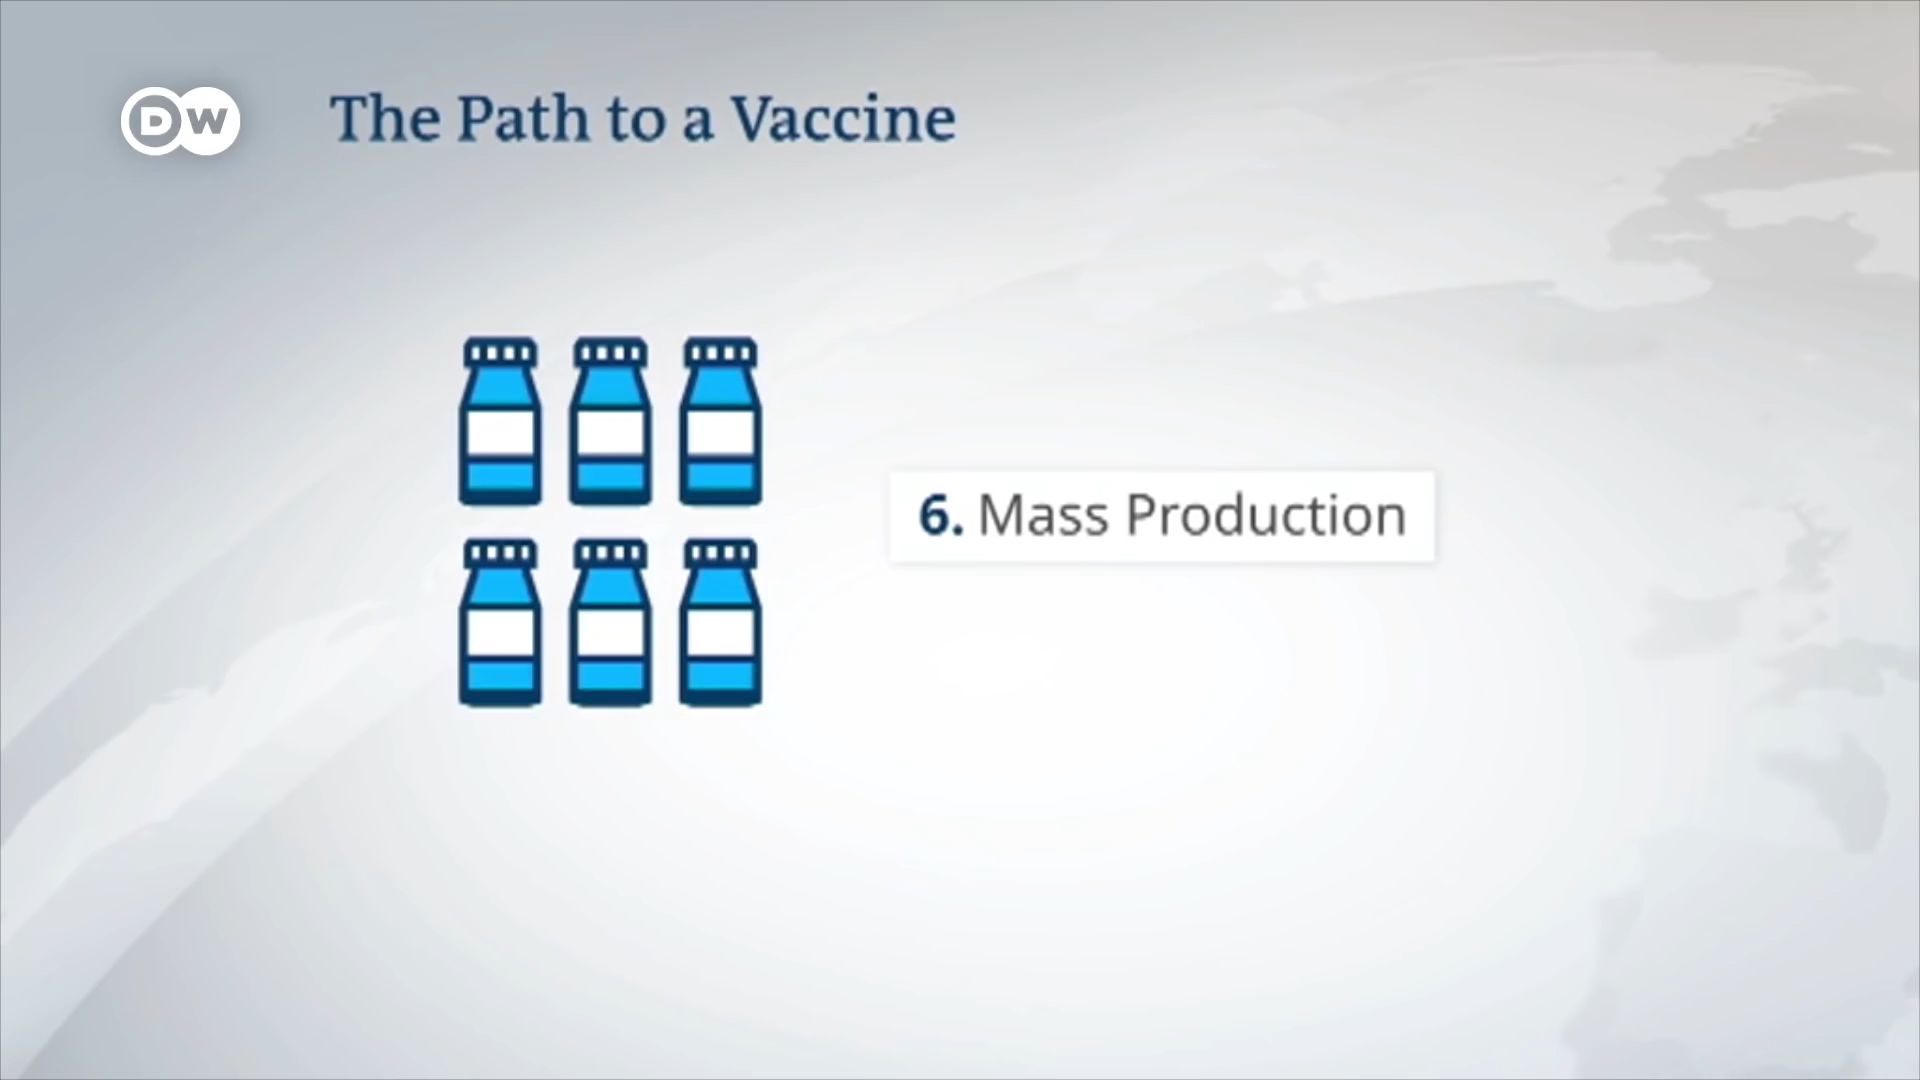 DW
The Path to a Vaccine
6. Mass Production